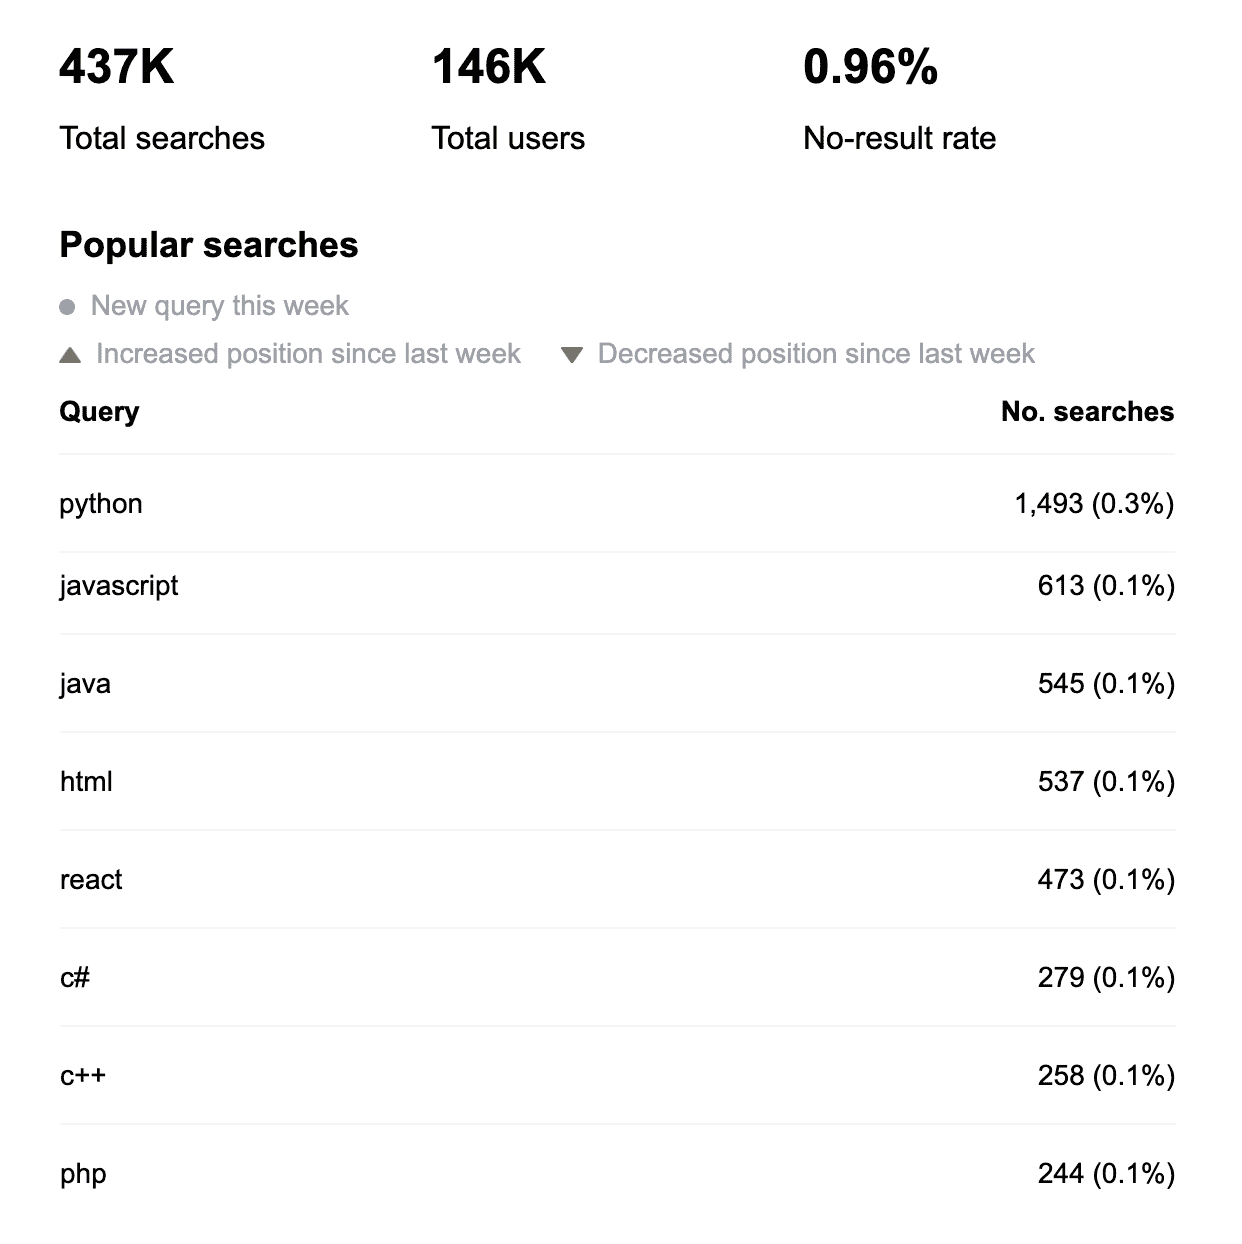 437K 146K 0.96%
Total searches Total users No-result rate
Popular searches
New query this week
Increased position since last week Decreased position since last week
Query No. searches
python 1,493 (0.3%)
javascript 613 (0.1%)
java 545 (0.1%)
html 537 (0.1%)
react 473 (0.1%)
c# 279 (0.1%)
c++ 258 (0.1%)
php 244 (0.1%)